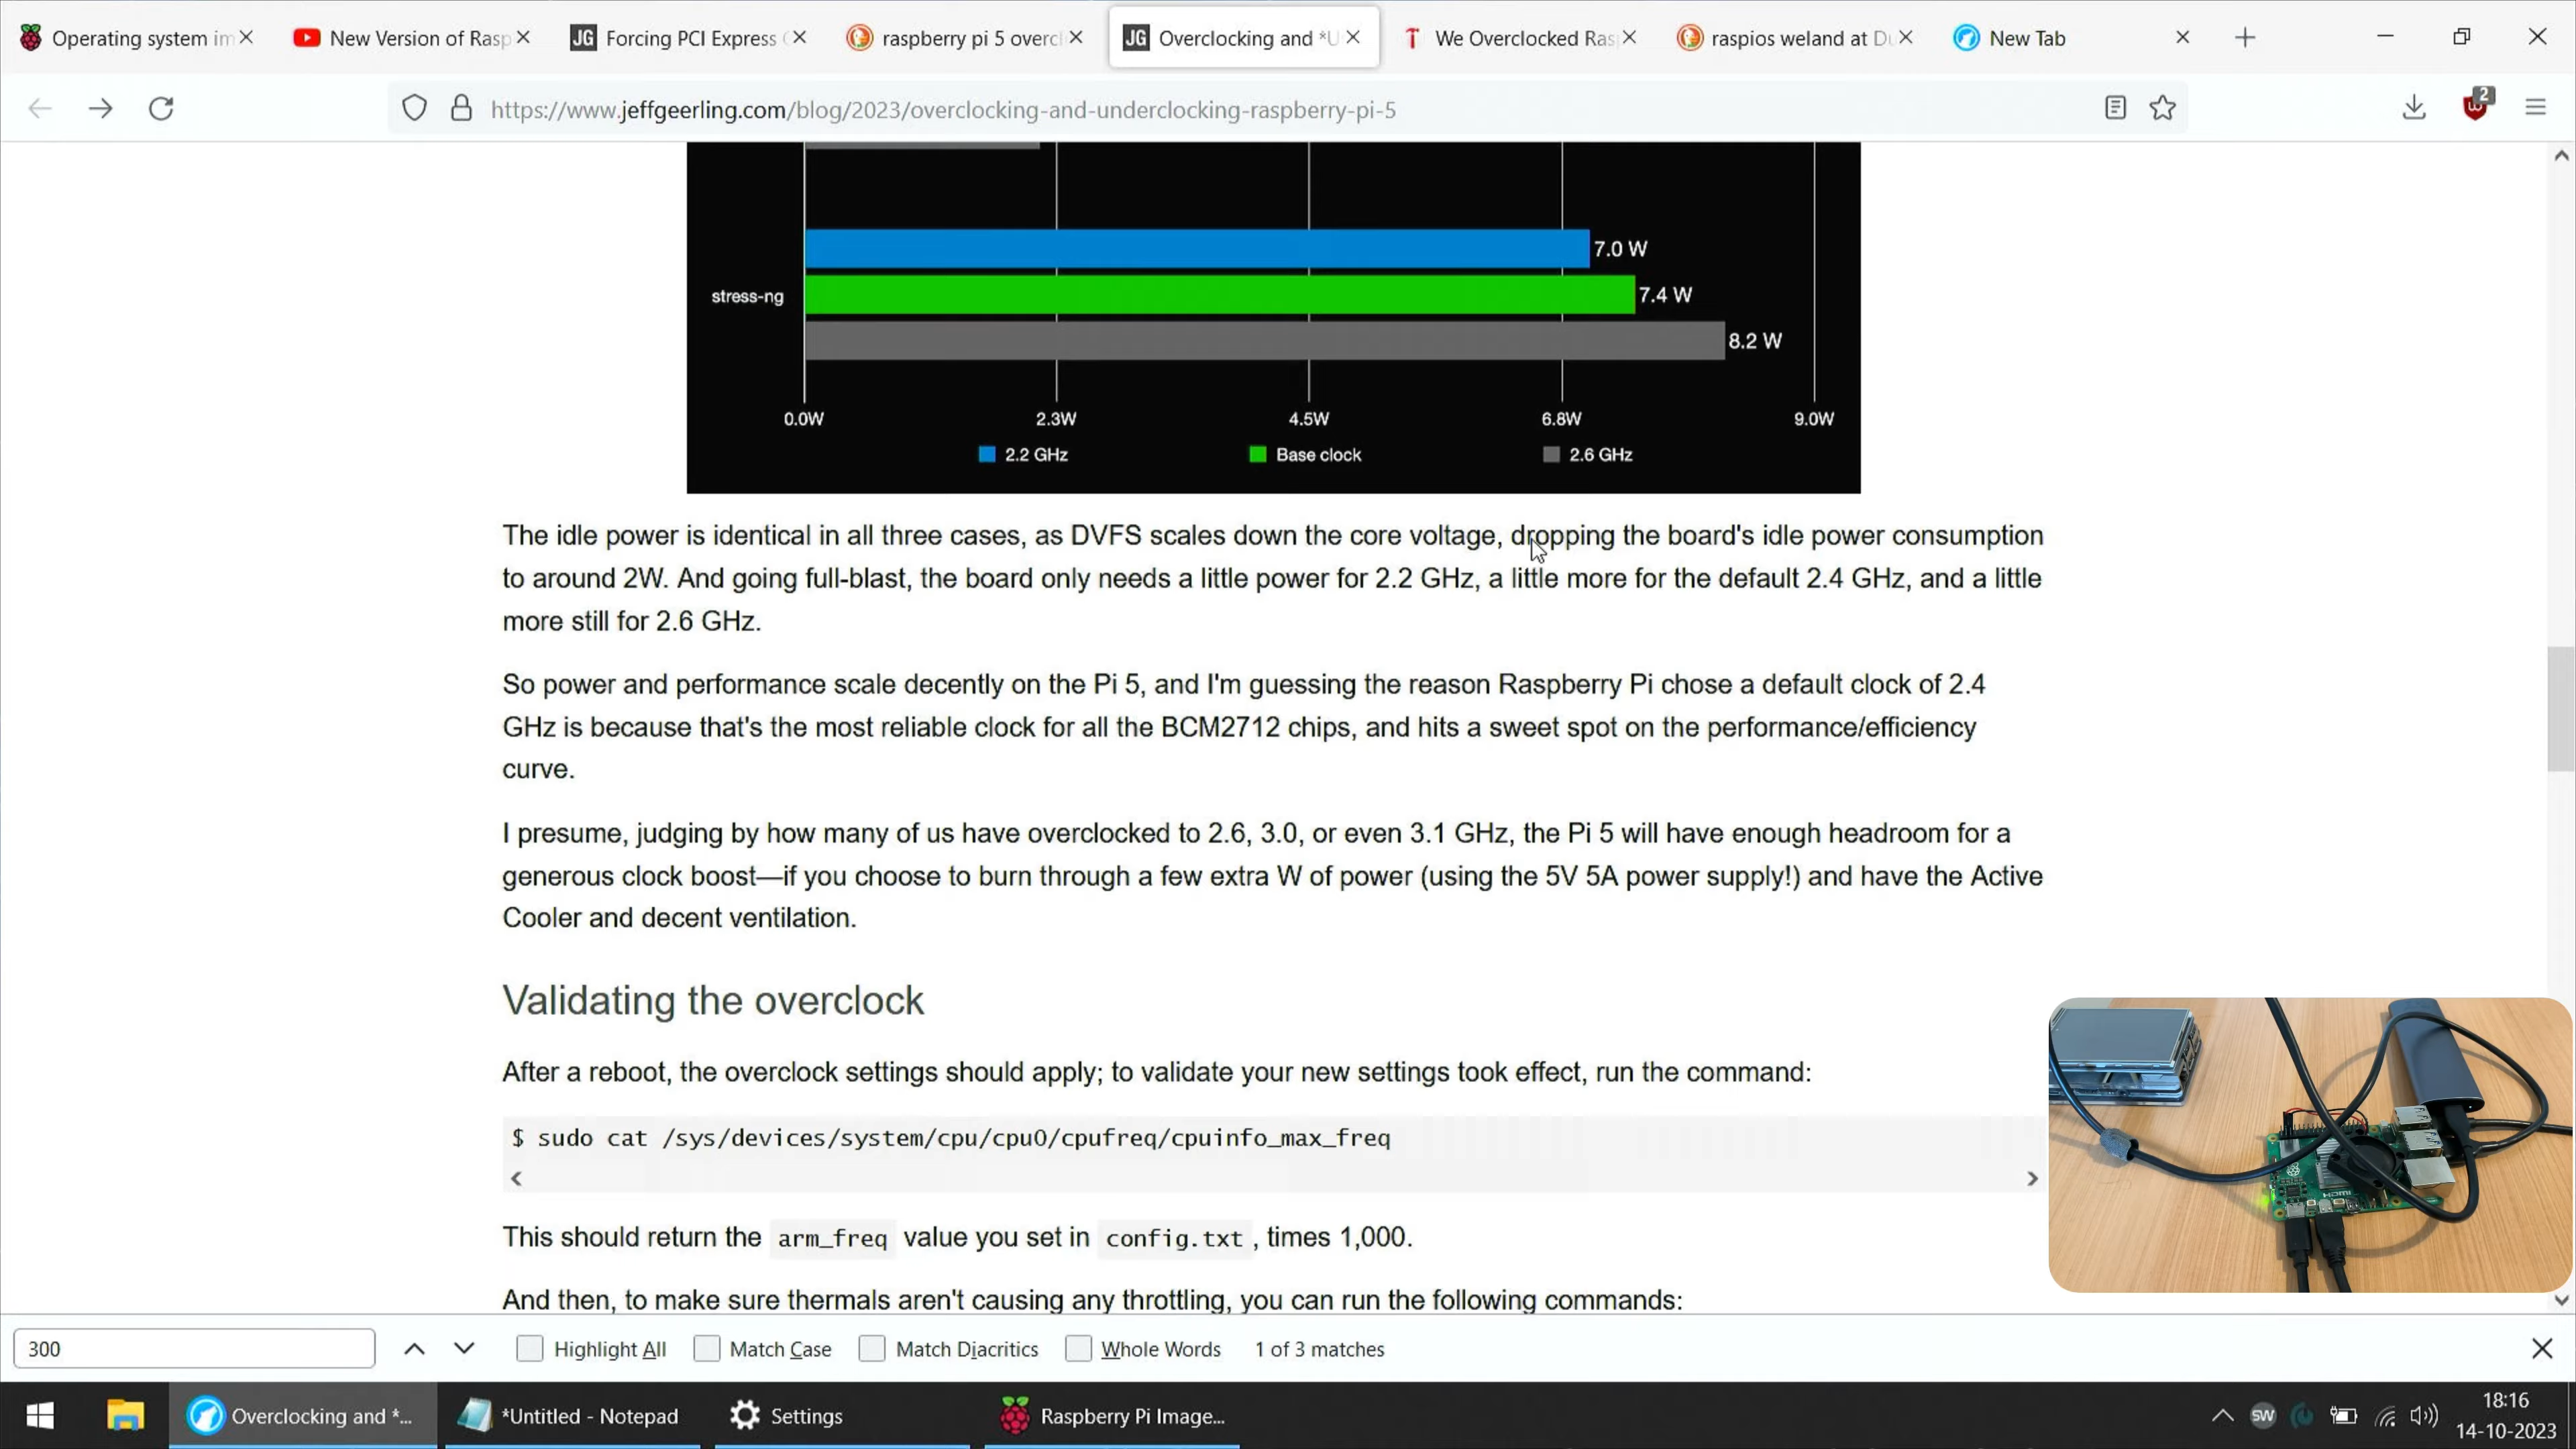 Operating system im
New Version of Rasp
JG Forcing PCI Express
raspberry pi 5 overcl
JG Overclocking and *U
We Overclocked Ras
raspios weland at Du
New Tab
https://www.jeffgeerling.com/blog/2023/overclocking-and-underclocking-raspberry-pi-5
2
7.0 W
stress-ng
7.4 W
8.2 W
0.0W 2.3W 4.5W 6.8W 9.0W
2.2 GHz Base clock 2.6 GHz
The idle power is identical in all three cases, as DVFS scales down the core voltage, dropping the board's idle power consumption
to around 2W. And going full-blast, the board only needs a little power for 2.2 GHz, a little more for the default 2.4 GHz, and a little
more still for 2.6 GHz.
So power and performance scale decently on the Pi 5, and I'm guessing the reason Raspberry Pi chose a default clock of 2.4
GHz is because that's the most reliable clock for all the BCM2712 chips, and hits a sweet spot on the performance/efficiency
curve.
I presume, judging by how many of us have overclocked to 2.6, 3.0, or even 3.1 GHz, the Pi 5 will have enough headroom for a
generous clock boost—if you choose to burn through a few extra W of power (using the 5V 5A power supply!) and have the Active
Cooler and decent ventilation.
Validating the overclock
After a reboot, the overclock settings should apply; to validate your new settings took effect, run the command:
$ sudo cat /sys/devices/system/cpu/cpu0/cpufreq/cpuinfo_max_freq
This should return the arm_freq value you set in config.txt, times 1,000.
And then, to make sure thermals aren't causing any throttling, you can run the following commands:
300
Highlight All
Match Case
Match Diacritics
Whole Words
1 of 3 matches
Overclocking and *...
*Untitled - Notepad
Settings
Raspberry Pi Image...
SW
18:16
14-10-2023